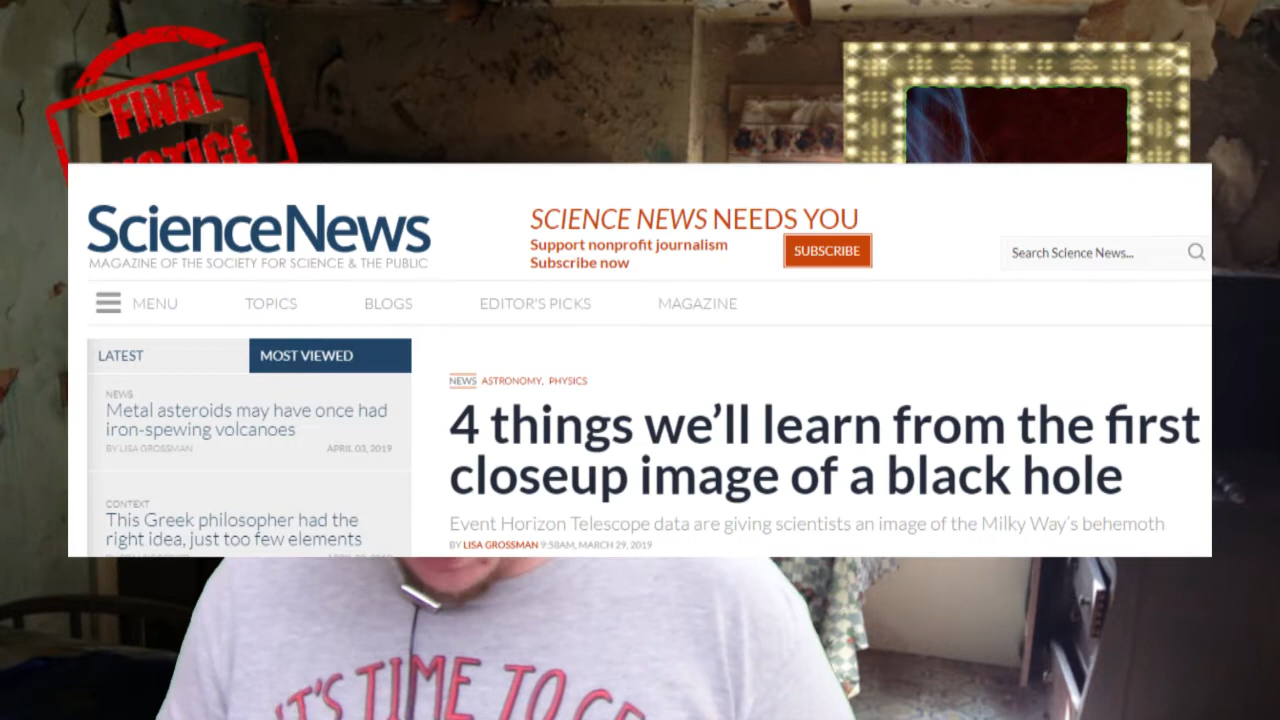 FINAL
NOTICE
ScienceNews
MAGAZINE OF THE SOCIETY FOR SCIENCE & THE PUBLIC
SCIENCE NEWS NEEDS YOU
Support nonprofit journalism
Subscribe now
SUBSCRIBE
Search Science News...
MENU TOPICS BLOGS EDITOR'S PICKS MAGAZINE
LATEST MOST VIEWED
NEWS
Metal asteroids may have once had
iron-spewing volcanoes
BY LISA GROSSMAN APRIL 03, 2019
CONTEXT
This Greek philosopher had the
right idea, just too few elements
NEWS ASTRONOMY, PHYSICS
4 things we'll learn from the first
closeup image of a black hole
Event Horizon Telescope data are giving scientists an image of the Milky Way's behemoth
BY LISA GROSSMAN 9:58AM, MARCH 29, 2019
IT'S TIME TO